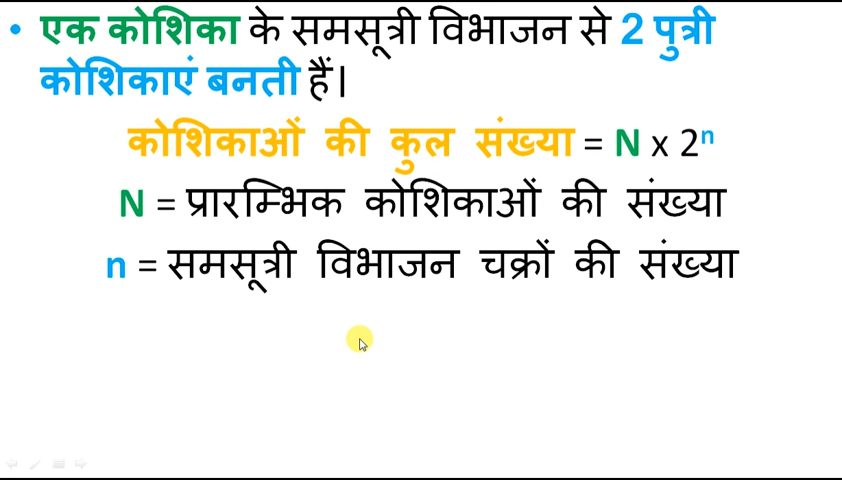 • एक कोशिका के समसूत्री विभाजन से 2 पुत्री
कोशिकाएं बनती हैं।
कोशिकाओं की कुल संख्या = N x 2ⁿ
N = प्रारम्भिक कोशिकाओं की संख्या
n = समसूत्री विभाजन चक्रों की संख्या